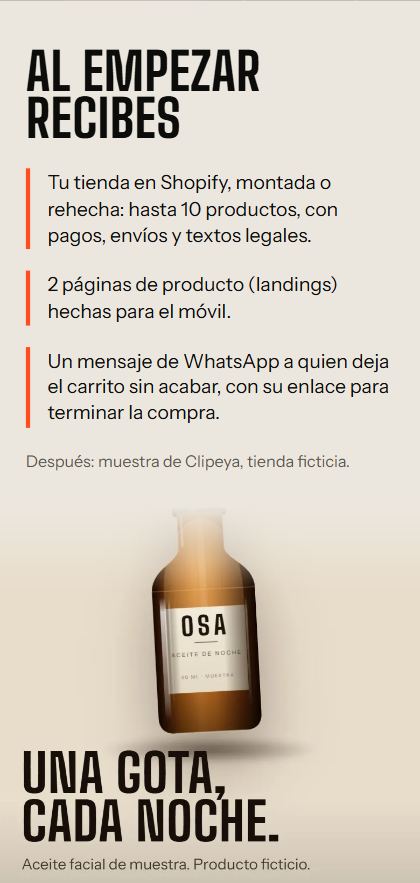 AL EMPEZAR
RECIBES
Tu tienda en Shopify, montada o
rehecha: hasta 10 productos, con
pagos, envíos y textos legales.
2 páginas de producto (landings)
hechas para el móvil.
Un mensaje de WhatsApp a quien deja
el carrito sin acabar, con su enlace para
terminar la compra.
Después: muestra de Clipeya, tienda ficticia.
OSA
ACEITE DE NOCHE
30 ML · MUESTRA
UNA GOTA,
CADA NOCHE.
Aceite facial de muestra. Producto ficticio.